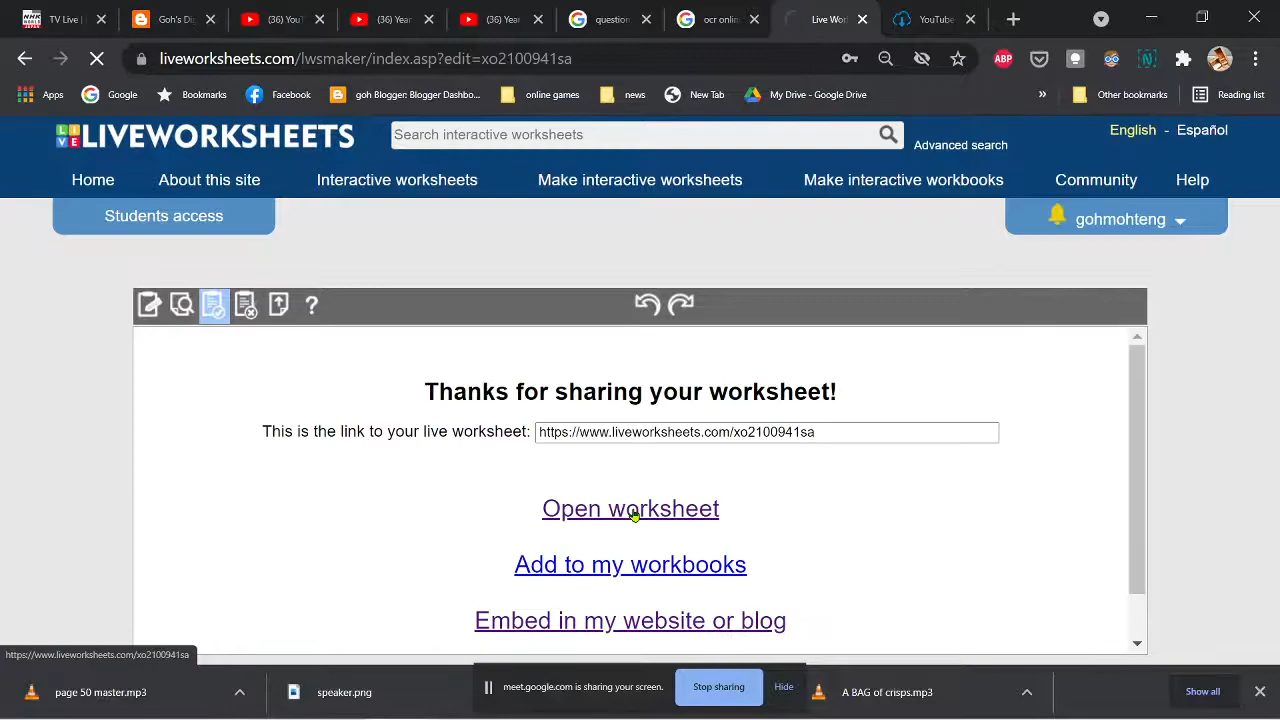 TV Live |
Goh's Di
(36) YouT
(36) Year
(36) Year
question
ocr onlin
Live Wor
YouTube
liveworksheets.com/lwsmaker/index.asp?edit=xo2100941sa
ABP
Apps
Google
Bookmarks
Facebook
goh Blogger: Blogger Dashbo...
online games
news
New Tab
My Drive - Google Drive
»
Other bookmarks
Reading list
LIVEWORKSHEETS
Search interactive worksheets
Advanced search
English - Español
Home
About this site
Interactive worksheets
Make interactive worksheets
Make interactive workbooks
Community
Help
Students access
gohmohteng
?
Thanks for sharing your worksheet!
This is the link to your live worksheet: https://www.liveworksheets.com/xo2100941sa
Open worksheet
Add to my workbooks
Embed in my website or blog
https://www.liveworksheets.com/xo2100941sa
page 50 master.mp3
speaker.png
meet.google.com is sharing your screen.
Stop sharing
Hide
A BAG of crisps.mp3
Show all